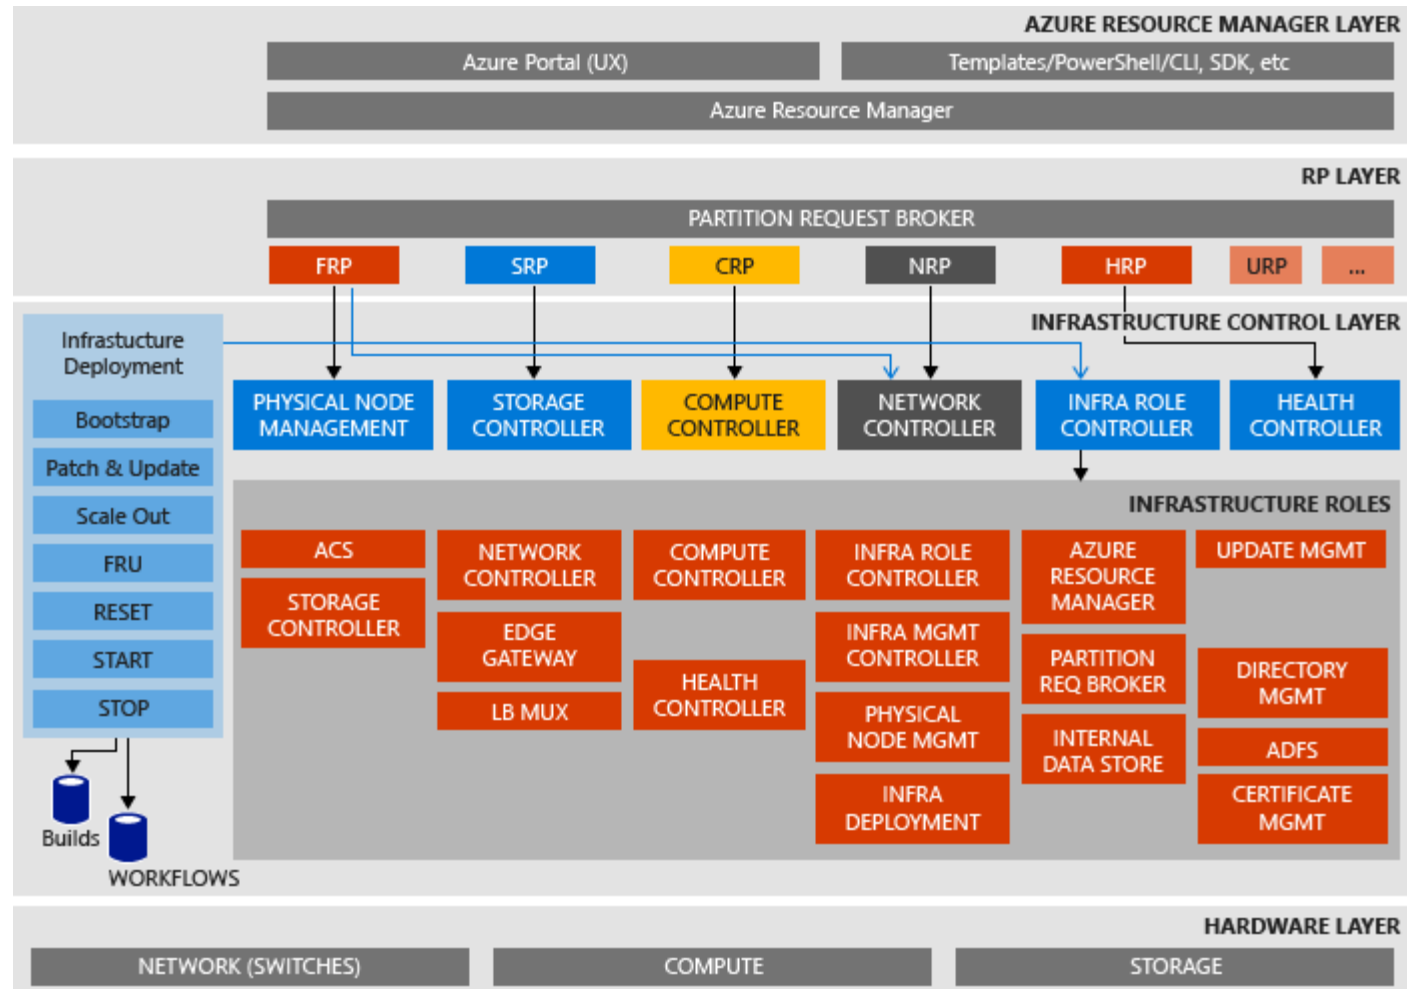 AZURE RESOURCE MANAGER LAYER
Azure Portal (UX)
Templates/PowerShell/CLI, SDK, etc
Azure Resource Manager
RP LAYER
PARTITION REQUEST BROKER
FRP
SRP
CRP
NRP
HRP
URP
...
INFRASTRUCTURE CONTROL LAYER
Infrastucture
Deployment
Bootstrap
Patch & Update
Scale Out
FRU
RESET
START
STOP
Builds
WORKFLOWS
PHYSICAL NODE
MANAGEMENT
STORAGE
CONTROLLER
COMPUTE
CONTROLLER
NETWORK
CONTROLLER
INFRA ROLE
CONTROLLER
HEALTH
CONTROLLER
INFRASTRUCTURE ROLES
ACS
STORAGE
CONTROLLER
NETWORK
CONTROLLER
EDGE
GATEWAY
LB MUX
COMPUTE
CONTROLLER
HEALTH
CONTROLLER
INFRA ROLE
CONTROLLER
INFRA MGMT
CONTROLLER
PHYSICAL
NODE MGMT
INFRA
DEPLOYMENT
AZURE
RESOURCE
MANAGER
PARTITION
REQ BROKER
INTERNAL
DATA STORE
UPDATE MGMT
DIRECTORY
MGMT
ADFS
CERTIFICATE
MGMT
HARDWARE LAYER
NETWORK (SWITCHES)
COMPUTE
STORAGE